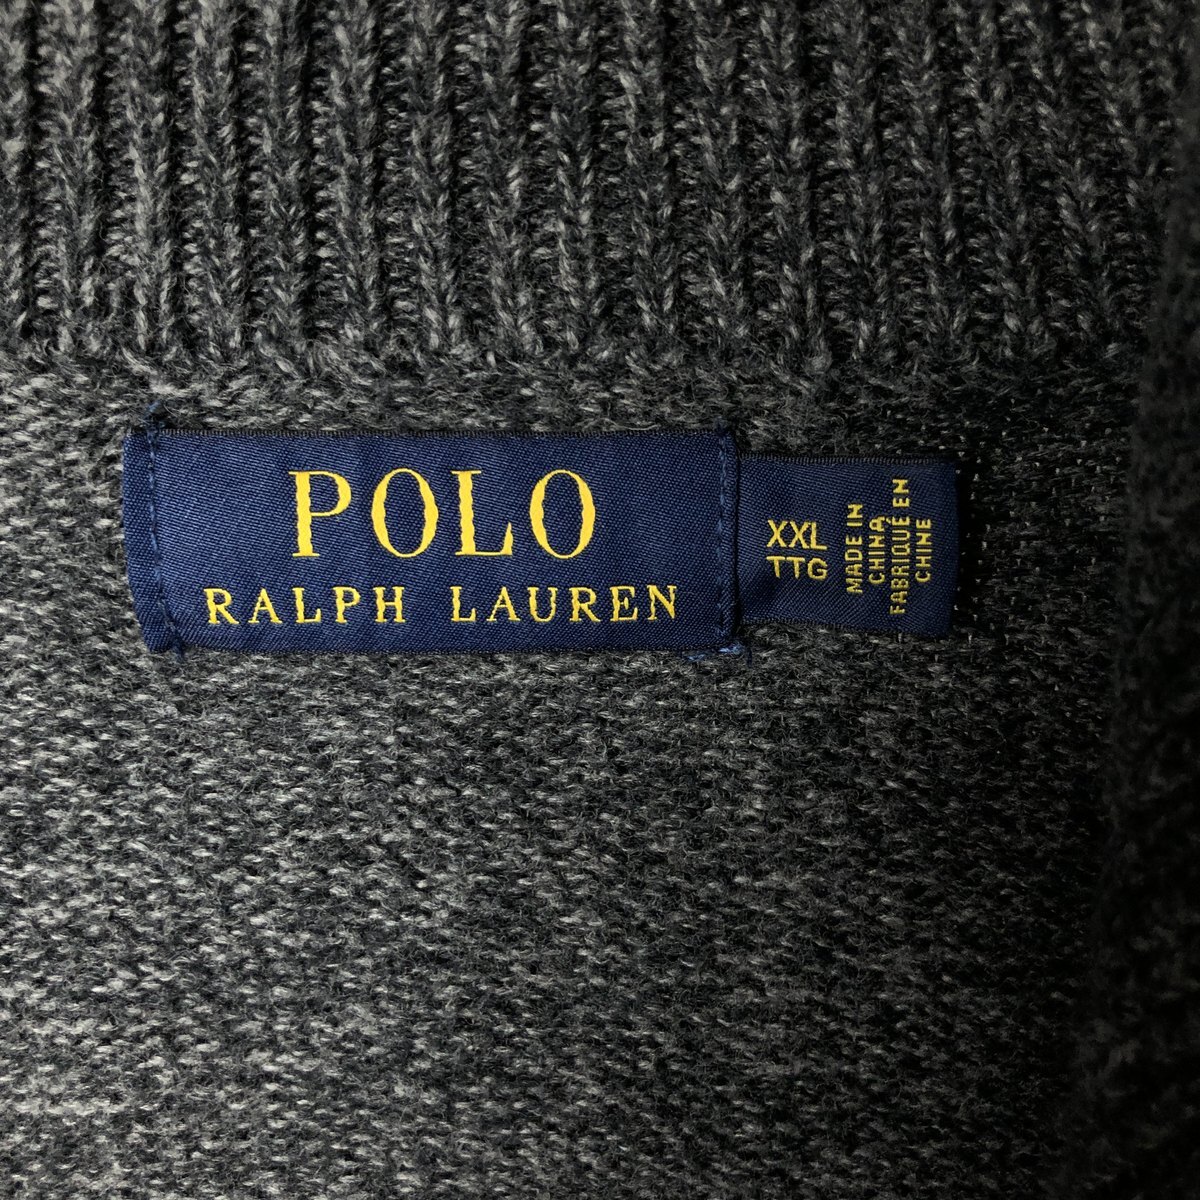 POLO
RALPH LAUREN
XXL
TTG
MADE IN
CHINA
FABRIQUÉ EN
CHINE